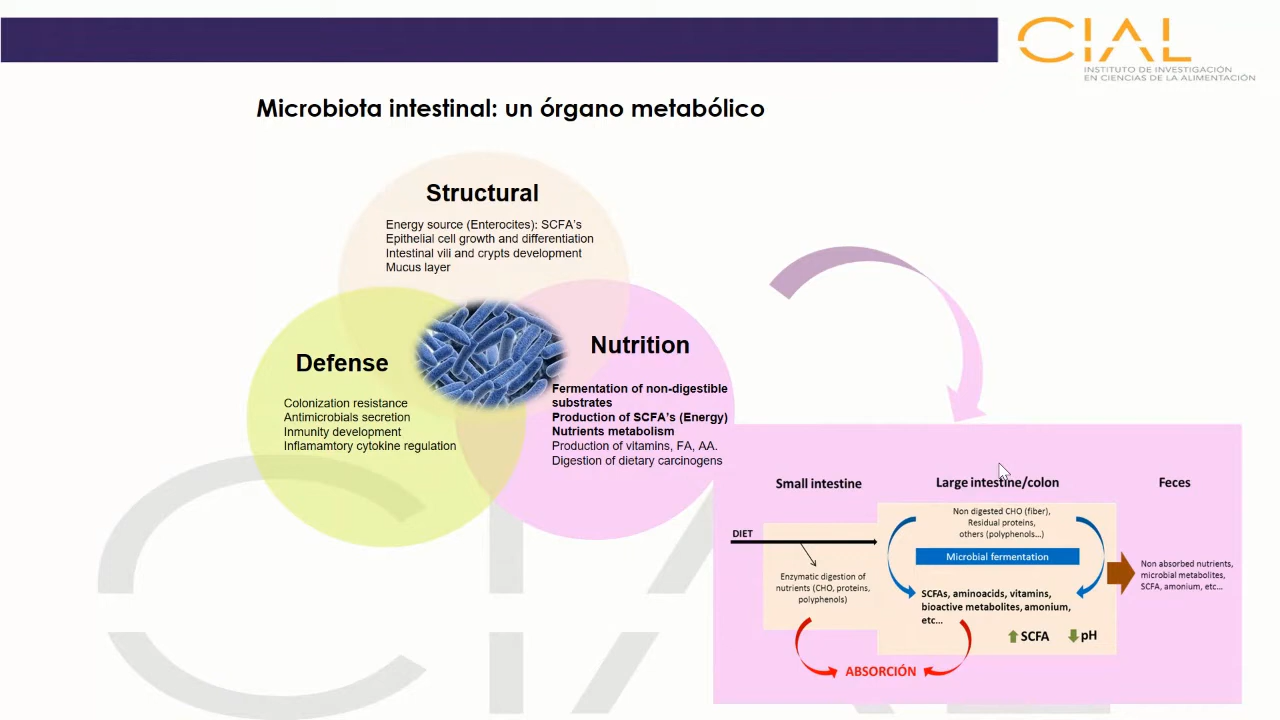 CIAL
INSTITUTO DE INVESTIGACIÓN
EN CIENCIAS DE LA ALIMENTACIÓN
Microbiota intestinal: un órgano metabólico
Structural
Energy source (Enterocites): SCFA's
Epithelial cell growth and differentiation
Intestinal vili and crypts development
Mucus layer
Defense
Colonization resistance
Antimicrobials secretion
Inmunity development
Inflamamtory cytokine regulation
Nutrition
Fermentation of non-digestible
substrates
Production of SCFA's (Energy)
Nutrients metabolism
Production of vitamins, FA, AA.
Digestion of dietary carcinogens
Small intestine
Large intestine/colon
Feces
DIET
Enzymatic digestion of
nutrients (CHO, proteins,
polyphenols)
Non digested CHO (fiber),
Residual proteins,
others (polyphenols...)
Microbial fermentation
SCFAs, aminoacids, vitamins,
bioactive metabolites, amonium,
etc...
SCFA
pH
Non absorbed nutrients,
microbial metabolites,
SCFA, amonium, etc...
ABSORCIÓN